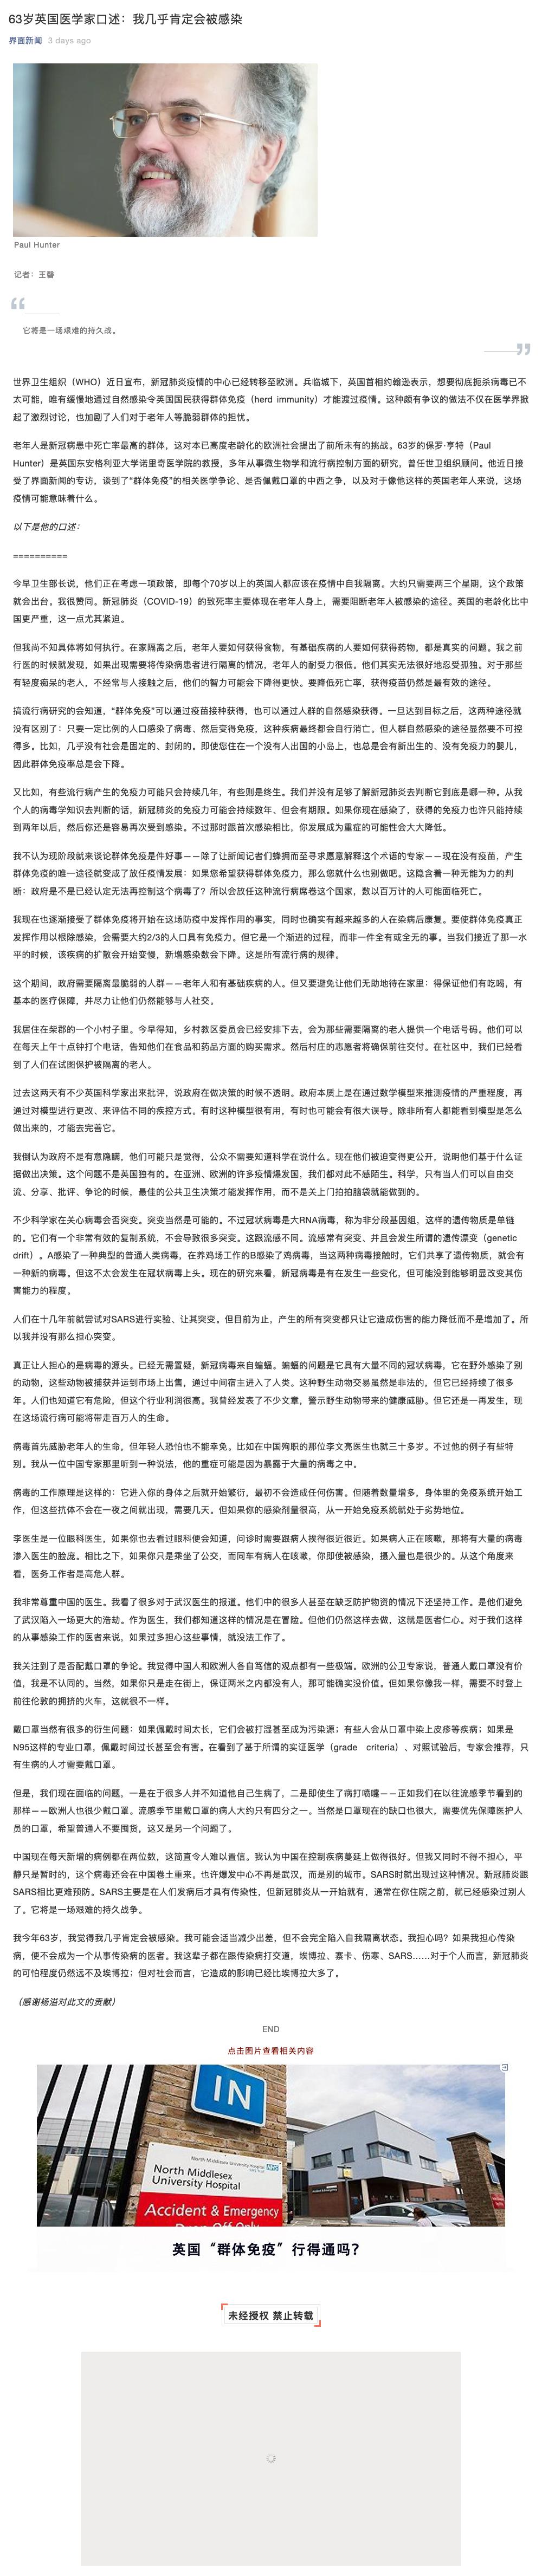 63岁英国医学家口述：我几乎肯定会被感染
界面新闻 3 days ago
Paul Hunter
记者：王磬
“
它将是一场艰难的持久战。
”
世界卫生组织（WHO）近日宣布，新冠肺炎疫情的中心已经转移至欧洲。兵临城下，英国首相约翰逊表示，想要彻底扼杀病毒已不
太可能，唯有缓慢地通过自然感染令英国国民获得群体免疫（herd immunity）才能渡过疫情。这种颇有争议的做法不仅在医学界掀
起了激烈讨论，也加剧了人们对于老年人等脆弱群体的担忧。
老年人是新冠病患中死亡率最高的群体，这对本已高度老龄化的欧洲社会提出了前所未有的挑战。63岁的保罗·亨特（Paul
Hunter）是英国东安格利亚大学诺里奇医学院的教授，多年从事微生物学和流行病控制方面的研究，曾任世卫组织顾问。他近日接
受了界面新闻的专访，谈到了“群体免疫”的相关医学争论、是否佩戴口罩的中西之争，以及对于像他这样的英国老年人来说，这场
疫情可能意味着什么。
以下是他的口述：
==========
今早卫生部长说，他们正在考虑一项政策，即每个70岁以上的英国人都应该在疫情中自我隔离。大约只需要两三个星期，这个政策
就会出台。我很赞同。新冠肺炎（COVID-19）的致死率主要体现在老年人身上，需要阻断老年人被感染的途径。英国的老龄化比中
国更严重，这一点尤其紧迫。
但我尚不知具体将如何执行。在家隔离之后，老年人要如何获得食物，有基础疾病的人要如何获得药物，都是真实的问题。我之前
行医的时候就发现，如果出现需要将传染病患者进行隔离的情况，老年人的耐受力很低。他们其实无法很好地忍受孤独。对于那些
有轻度痴呆的老人，不经常与人接触之后，他们的智力可能会下降得更快。要降低死亡率，获得疫苗仍然是最有效的途径。
搞流行病研究的会知道，“群体免疫”可以通过疫苗接种获得，也可以通过人群的自然感染获得。一旦达到目标之后，这两种途径就
没有区别了：只要一定比例的人口感染了病毒、然后变得免疫，这种疾病最终都会自行消亡。但人群自然感染的途径显然要不可控
得多。比如，几乎没有社会是固定的、封闭的。即使您住在一个没有人出国的小岛上，也总是会有新出生的、没有免疫力的婴儿，
因此群体免疫率总是会下降。
又比如，有些流行病产生的免疫力可能只会持续几年，有些则是终生。我们并没有足够了解新冠肺炎去判断它到底是哪一种。从我
个人的病毒学知识去判断的话，新冠肺炎的免疫力可能会持续数年、但会有期限。如果你现在感染了，获得的免疫力也许只能持续
到两年以后，然后你还是容易再次受到感染。不过那时跟首次感染相比，你发展成为重症的可能性会大大降低。
我不认为现阶段就来谈论群体免疫是件好事——除了让新闻记者们蜂拥而至寻求愿意解释这个术语的专家——现在没有疫苗，产生
群体免疫的唯一途径就变成了放任疫情发展：如果您希望获得群体免疫力，那么您就什么也别做吧。这隐含着一种无能为力的判
断：政府是不是已经认定无法再控制这个病毒了？所以会放任这种流行病席卷这个国家，数以百万计的人可能面临死亡。
我现在也逐渐接受了群体免疫将开始在这场防疫中发挥作用的事实，同时也确实有越来越多的人在染病后康复。要使群体免疫真正
发挥作用以根除感染，会需要大约2/3的人口具有免疫力。但它是一个渐进的过程，而非一件全有或全无的事。当我们接近了那一水
平的时候，该疾病的扩散会开始变慢，新增感染数会下降。这是所有流行病的规律。
这个期间，政府需要隔离最脆弱的人群——老年人和有基础疾病的人。但又要避免让他们无助地待在家里：得保证他们有吃喝，有
基本的医疗保障，并尽力让他们仍然能够与人社交。
我居住在柴郡的一个小村子里。今早得知，乡村教区委员会已经安排下去，会为那些需要隔离的老人提供一个电话号码。他们可以
在每天上午十点钟打个电话，告知他们在食品和药品方面的购买需求。然后村庄的志愿者将确保前往交付。在社区中，我们已经看
到了人们在试图保护被隔离的老人。
过去这两天有不少英国科学家出来批评，说政府在做决策的时候不透明。政府本质上是在通过数学模型来推测疫情的严重程度，再
通过对模型进行更改、来评估不同的疾控方式。有时这种模型很有用，有时也可能会有很大误导。除非所有人都能看到模型是怎么
做出来的，才能去完善它。
我倒认为政府不是有意隐瞒，他们可能只是觉得，公众不需要知道科学在说什么。现在他们被迫变得更公开，说明他们基于什么证
据做出决策。这个问题不是英国独有的。在亚洲、欧洲的许多疫情爆发国，我们都对此不感陌生。科学，只有当人们可以自由交
流、分享、批评、争论的时候，最佳的公共卫生决策才能发挥作用，而不是关上门拍拍脑袋就能做到的。
不少科学家在关心病毒会否突变。突变当然是可能的。不过冠状病毒是大RNA病毒，称为非分段基因组，这样的遗传物质是单链
的。它们有一个非常有效的复制系统，不会导致很多突变。这跟流感不同。流感常有突变、并且会发生所谓的遗传漂变（genetic
drift）。A感染了一种典型的普通人类病毒，在养鸡场工作的B感染了鸡病毒，当这两种病毒接触时，它们共享了遗传物质，就会有
一种新的病毒。但这不太会发生在冠状病毒上头。现在的研究来看，新冠病毒是有在发生一些变化，但可能没到能够明显改变其伤
害能力的程度。
人们在十几年前就尝试对SARS进行实验、让其突变。但目前为止，产生的所有突变都只让它造成伤害的能力降低而不是增加了。所
以我并没有那么担心突变。
真正让人担心的是病毒的源头。已经无需置疑，新冠病毒来自蝙蝠。蝙蝠的问题是它具有大量不同的冠状病毒，它在野外感染了别
的动物，这些动物被捕获并运到市场上出售，通过中间宿主进入了人类。这种野生动物交易虽然是非法的，但它已经持续了很多
年。人们也知道它有危险，但这个行业利润很高。我曾经发表了不少文章，警示野生动物带来的健康威胁。但它还是一再发生，现
在这场流行病可能将带走百万人的生命。
病毒首先威胁老年人的生命，但年轻人恐怕也不能幸免。比如在中国殉职的那位李文亮医生也就三十多岁。不过他的例子有些特
别。我从一位中国专家那里听到一种说法，他的重症可能是因为暴露于大量的病毒之中。
病毒的工作原理是这样的：它进入你的身体之后就开始繁衍，最初不会造成任何伤害。但随着数量增多，身体里的免疫系统开始工
作，但这些抗体不会在一夜之间就出现，需要几天。但如果你的感染剂量很高，从一开始免疫系统就处于劣势地位。
李医生是一位眼科医生，如果你也去看过眼科便会知道，问诊时需要跟病人挨得很近很近。如果病人正在咳嗽，那将有大量的病毒
渗入医生的脸庞。相比之下，如果你只是乘坐了公交，而同车有病人在咳嗽，你即使被感染，摄入量也是很少的。从这个角度来
看，医务工作者是高危人群。
我非常尊重中国的医生。我看了很多对于武汉医生的报道。他们中的很多人甚至在缺乏防护物资的情况下还坚持工作。是他们避免
了武汉陷入一场更大的浩劫。作为医生，我们都知道这样的情况是在冒险。但他们仍然这样去做，这就是医者仁心。对于我们这样
的从事感染工作的医者来说，如果过多担心这些事情，就没法工作了。
我关注到了是否配戴口罩的争论。我觉得中国人和欧洲人各自笃信的观点都有一些极端。欧洲的公卫专家说，普通人戴口罩没有价
值，我是不认同的。当然，如果你只是走在街上，保证两米之内都没有人，那可能确实没价值。但如果你像我一样，需要不时登上
前往伦敦的拥挤的火车，这就很不一样。
戴口罩当然有很多的衍生问题：如果佩戴时间太长，它们会被打湿甚至成为污染源；有些人会从口罩中染上皮疹等疾病；如果是
N95这样的专业口罩，佩戴时间过长甚至会有害。在看到了基于所谓的实证医学（grade criteria）、对照试验后，专家会推荐，只
有生病的人才需要戴口罩。
但是，我们现在面临的问题，一是在于很多人并不知道他自己生病了，二是即使生了病打喷嚏——正如我们在以往流感季节看到的
那样——欧洲人也很少戴口罩。流感季节里戴口罩的病人大约只有四分之一。当然是口罩现在的缺口也很大，需要优先保障医护人
员的口罩，希望普通人不要囤货，这又是另一个问题了。
中国现在每天新增的病例都在两位数，这简直令人难以置信。我认为中国在控制疾病蔓延上做得很好。但我又同时不得不担心，平
静只是暂时的，这个病毒还会在中国卷土重来。也许爆发中心不再是武汉，而是别的城市。SARS时就出现过这种情况。新冠肺炎跟
SARS相比更难预防。SARS主要是在人们发病后才具有传染性，但新冠肺炎从一开始就有，通常在你住院之前，就已经感染过别人
了。它将是一场艰难的持久战争。
我今年63岁，我觉得我几乎肯定会被感染。我可能会适当减少出差，但不会完全陷入自我隔离状态。我担心吗？如果我担心传染
病，便不会成为一个从事传染病的医者。我这辈子都在跟传染病打交道，埃博拉、寨卡、伤寒、SARS……对于个人而言，新冠肺炎
的可怕程度仍然远不及埃博拉；但对社会而言，它造成的影响已经比埃博拉大多了。
（感谢杨溢对此文的贡献）
END
点击图片查看相关内容
IN
North Middlesex University Hospital NHS
North Middlesex
University Hospital
Accident & Emergency
Drop Off Only
英国“群体免疫”行得通吗？
未经授权 禁止转载